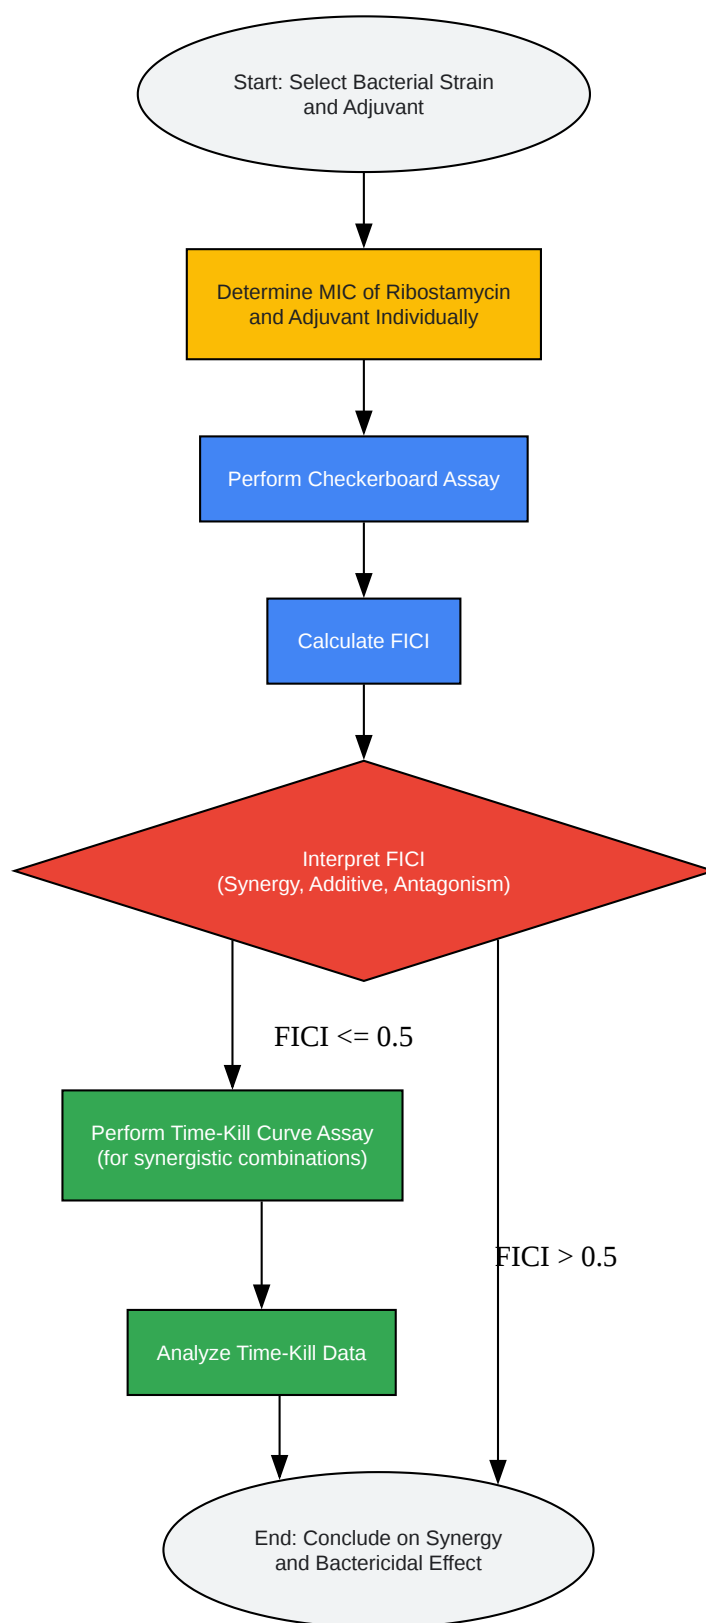 Start: Select Bacterial Strain
and Adjuvant
Determine MIC of Ribostamycin
and Adjuvant Individually
Perform Checkerboard Assay
Calculate FICI
Interpret FICI
(Synergy, Additive, Antagonism)
FICI <= 0.5
Perform Time-Kill Curve Assay
(for synergistic combinations)
FICI > 0.5
Analyze Time-Kill Data
End: Conclude on Synergy
and Bactericidal Effect